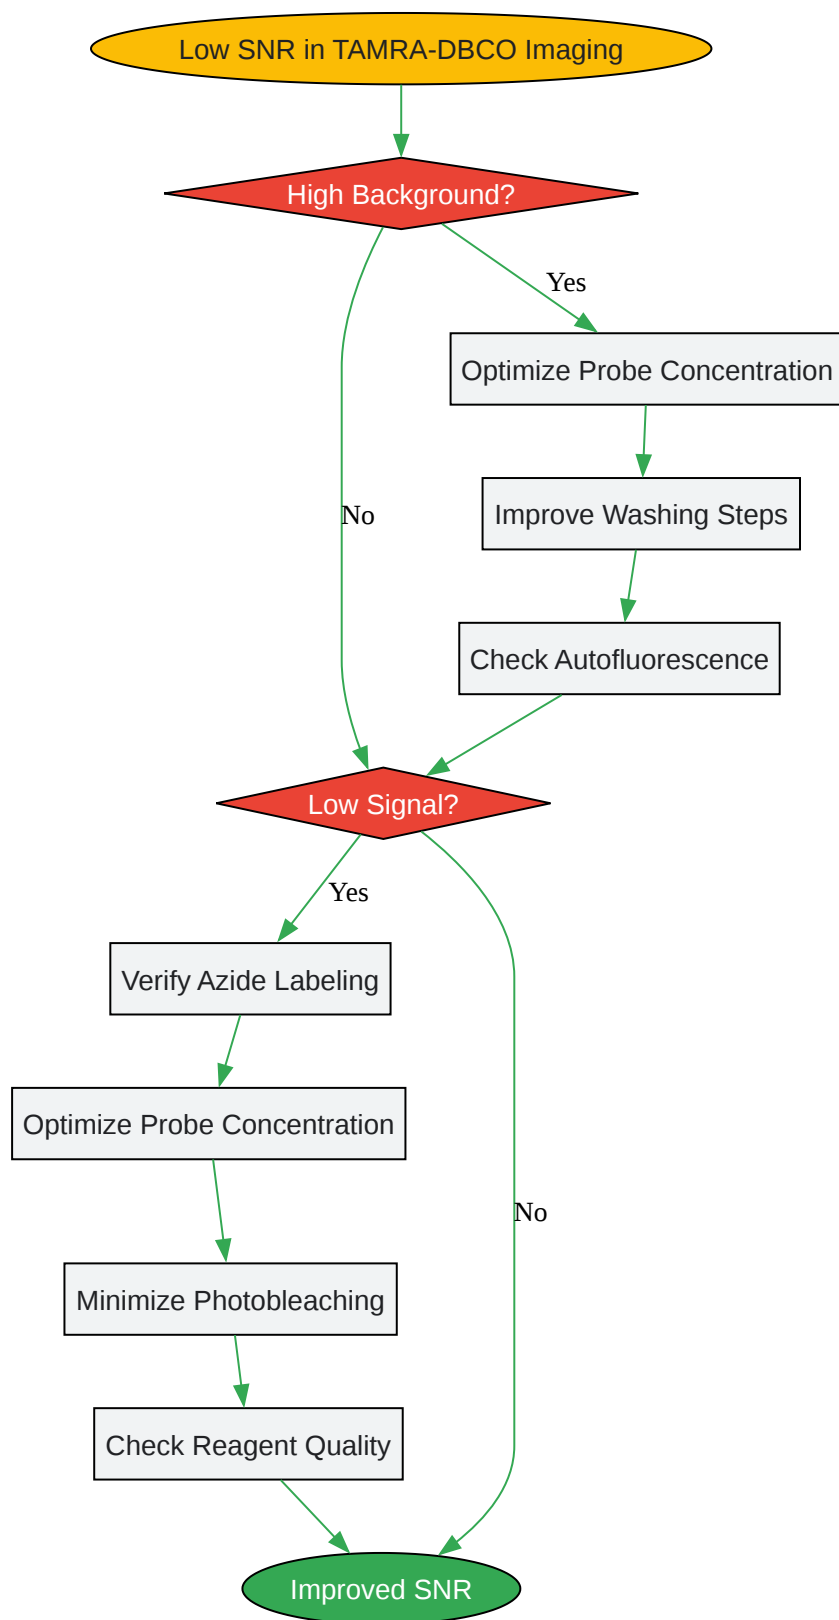 Low SNR in TAMRA-DBCO Imaging
High Background?
Yes
Optimize Probe Concentration
No
Improve Washing Steps
Check Autofluorescence
Low Signal?
Yes
Verify Azide Labeling
Optimize Probe Concentration
No
Minimize Photobleaching
Check Reagent Quality
Improved SNR